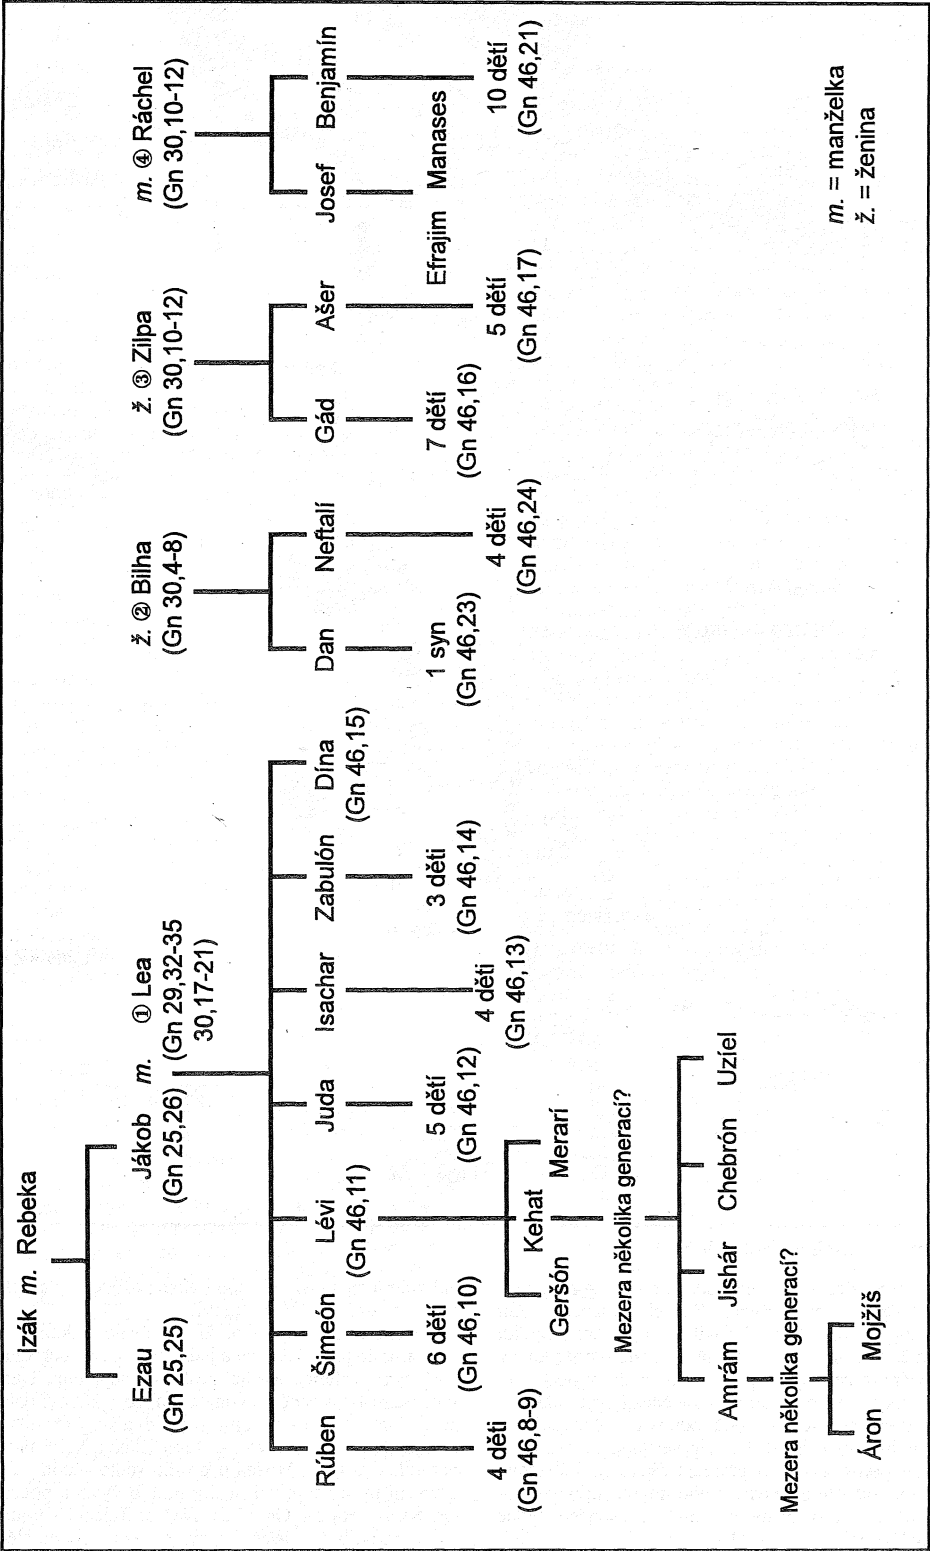 Izák m. Rebeka
Ezau
(Gn 25,25)
Jákob
(Gn 25,26)
m.
① Lea
(Gn 29,32-35
30,17-21)
ž. ② Bilha
(Gn 30,4-8)
ž. ③ Zilpa
(Gn 30,10-12)
m. ④ Ráchel
(Gn 30,10-12)
Rúben
Šimeón
Lévi
(Gn 46,11)
Juda
Isachar
Zabulón
Dína
(Gn 46,15)
Dan
Neftalí
Gád
Ašer
Josef
Benjamín
4 děti
(Gn 46,8-9)
6 dětí
(Gn 46,10)
5 dětí
(Gn 46,12)
4 děti
(Gn 46,13)
3 děti
(Gn 46,14)
1 syn
(Gn 46,23)
4 děti
(Gn 46,24)
7 dětí
(Gn 46,16)
5 dětí
(Gn 46,17)
Efrajim Manases
10 dětí
(Gn 46,21)
Geršón
Kehat
Merarí
Mezera několika generací?
Amrám
Jishár
Chebrón
Uzíel
Mezera několika generací?
Áron
Mojžíš
m. = manželka
ž. = ženina